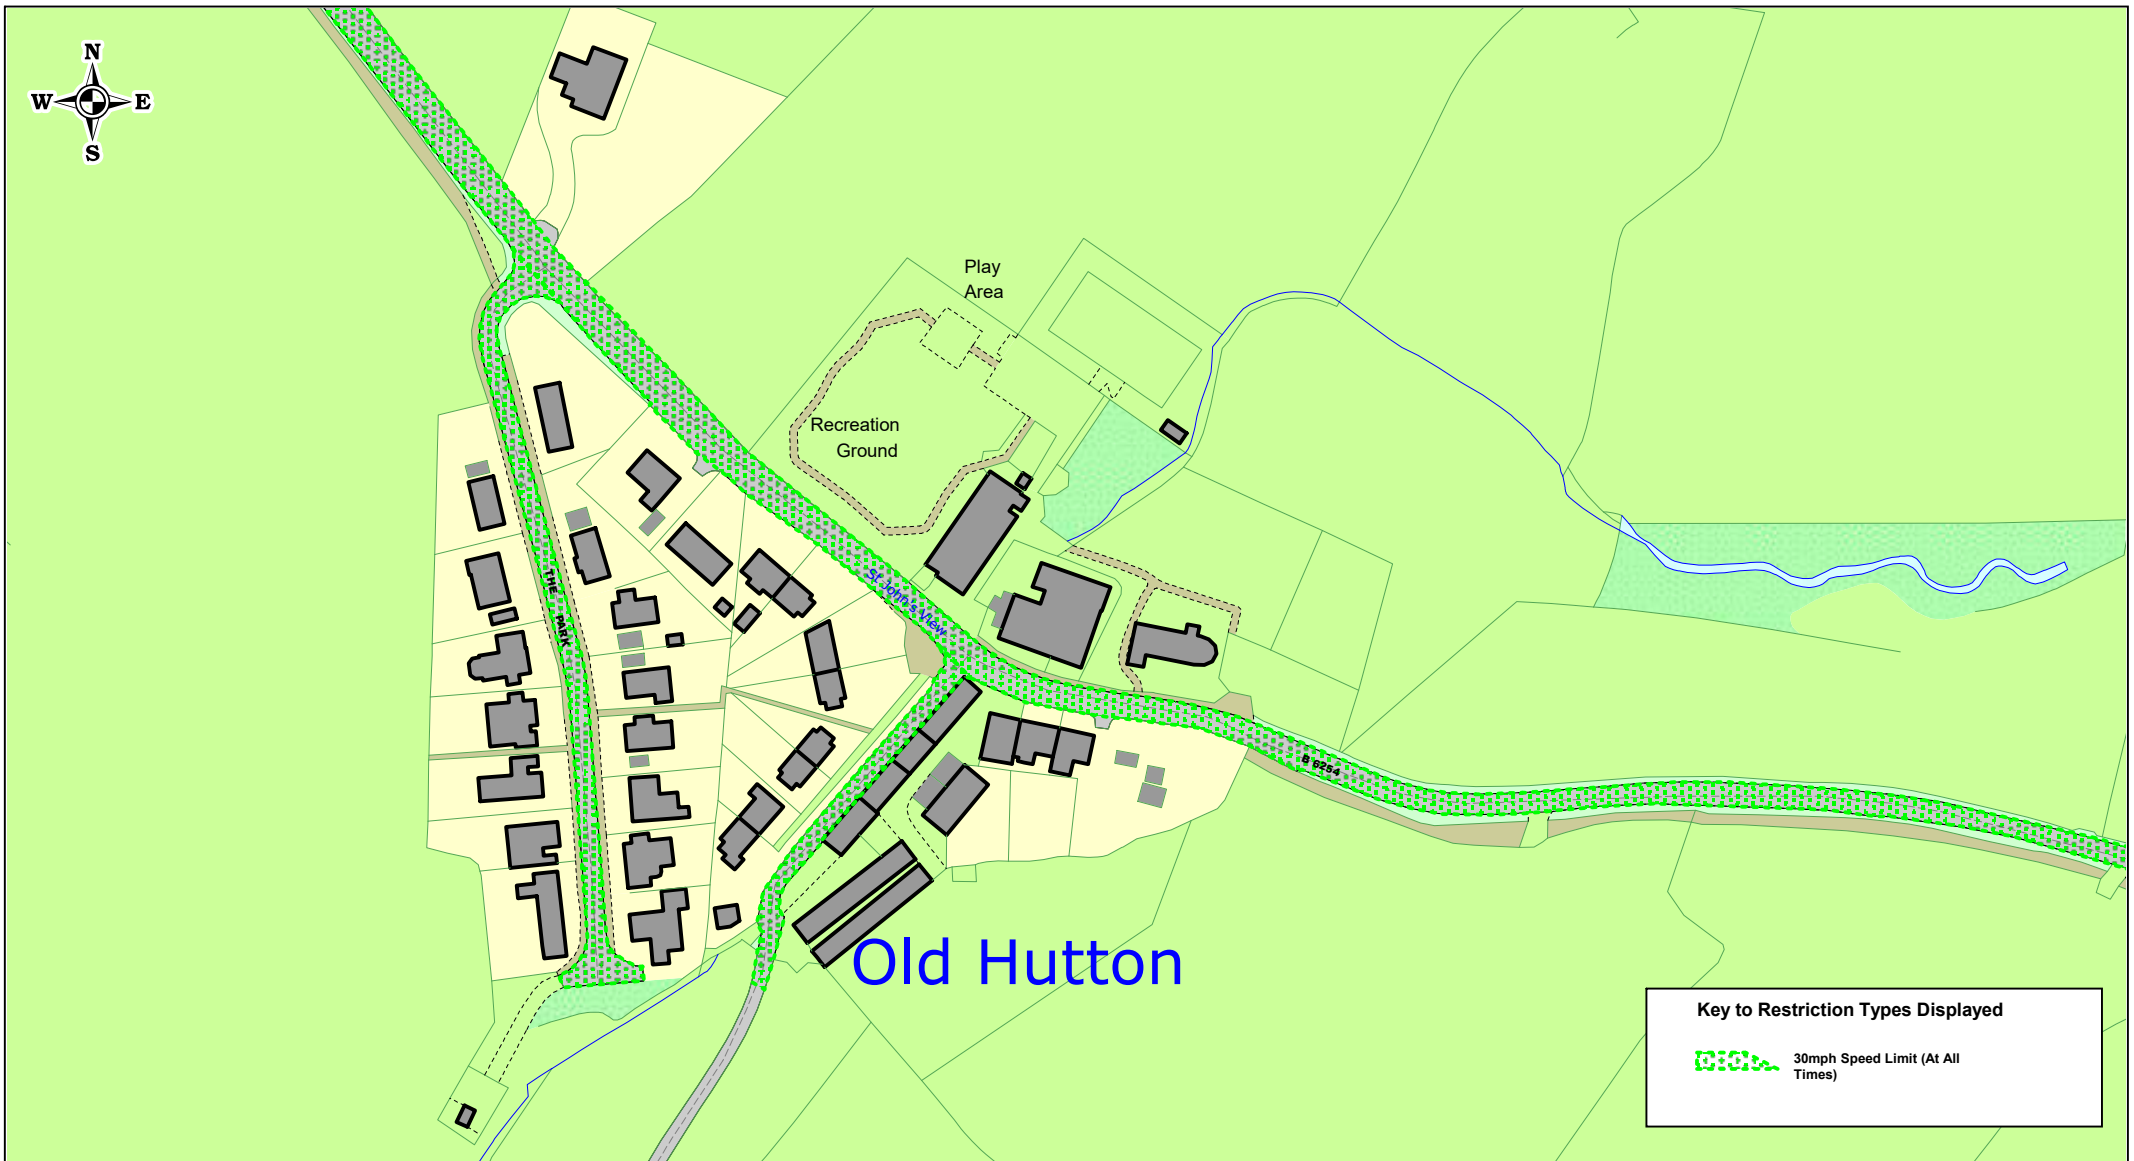 N
W E
S
Play
Area
Recreation
Ground
St John's View
THE PARK
B 6254
Old Hutton
Key to Restriction Types Displayed
30mph Speed Limit (At All
Times)